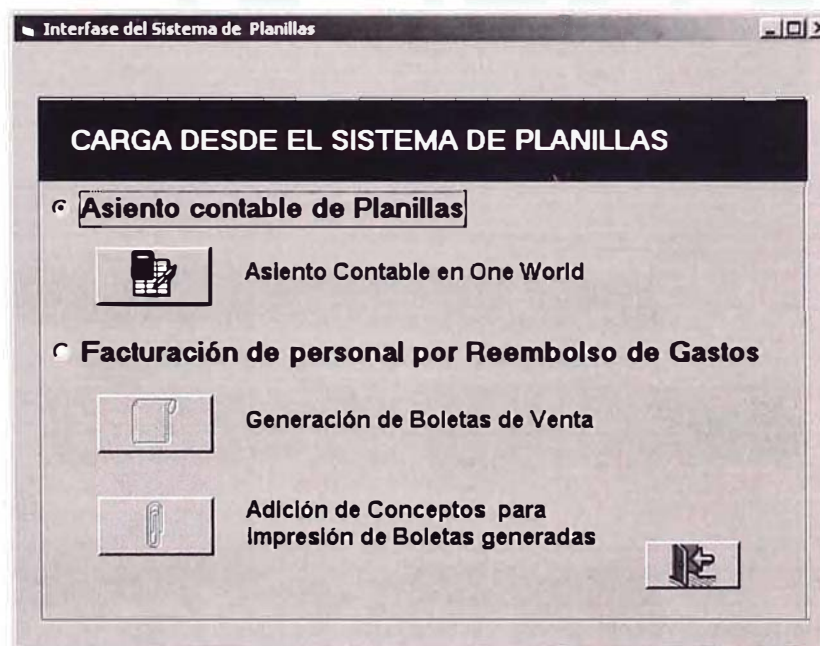 Interfase del Sistema de Planillas
CARGA DESDE EL SISTEMA DE PLANILLAS
Asiento contable de Planillas
Asiento Contable en One World
Facturación de personal por Reembolso de Gastos
Generación de Boletas de Venta
Adición de Conceptos para
Impresión de Boletas generadas